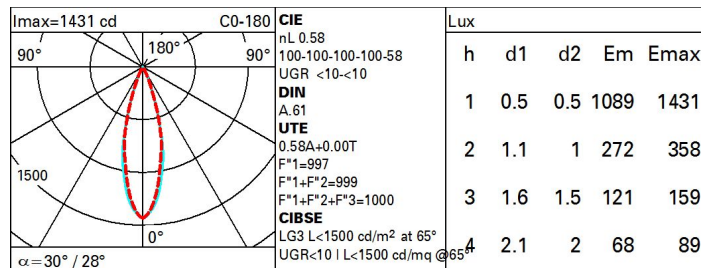 Imax=1431 cd C0-180
90° 180° 90°
1500
0°
α=30° / 28°
CIE
nL 0.58
100-100-100-100-58
UGR <10-<10
DIN
A.61
UTE
0.58A+0.00T
F"1=997
F"1+F"2=999
F"1+F"2+F"3=1000
CIBSE
LG3 L<1500 cd/m² at 65°
UGR<10 | L<1500 cd/mq @65°
Lux
h d1 d2 Em Emax
1 0.5 0.5 1089 1431
2 1.1 1 272 358
3 1.6 1.5 121 159
4 2.1 2 68 89